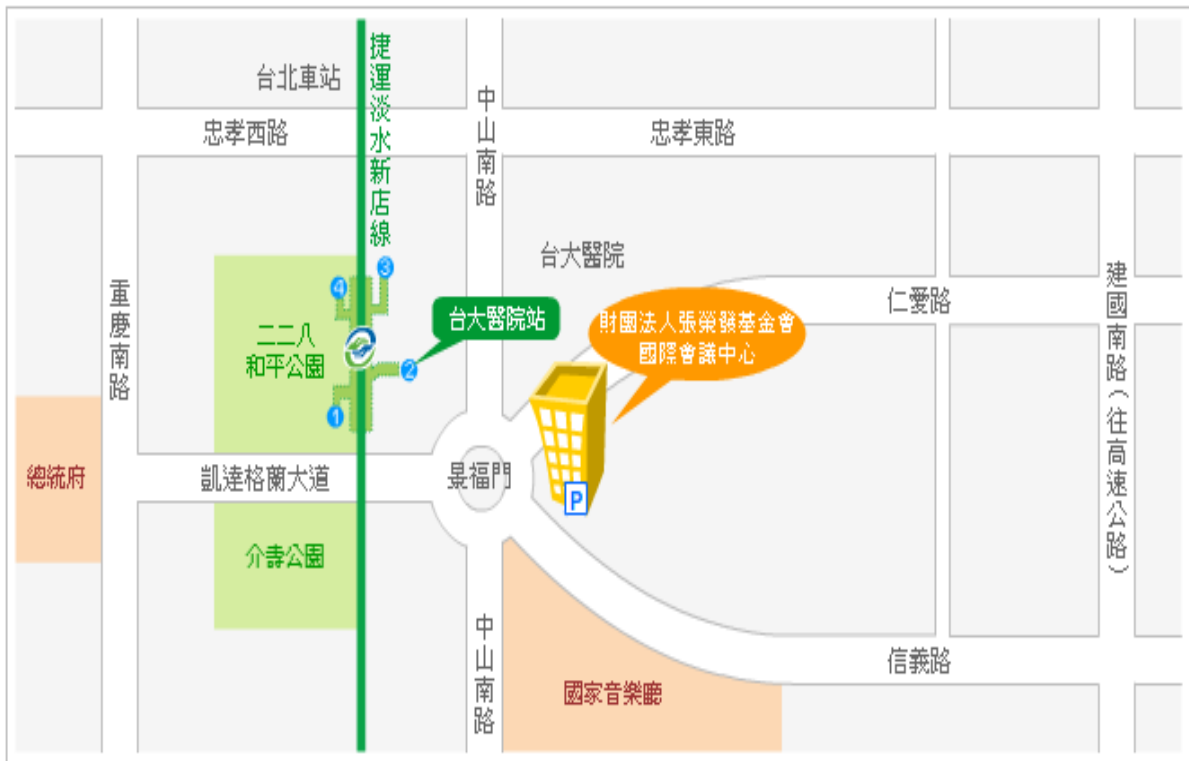 台北車站
捷運淡水新店線
中山南路
忠孝西路
忠孝東路
台大醫院
3
4
重慶南路
建國南路(往高速公路)
仁愛路
台大醫院站
財團法人張榮發基金會
國際會議中心
二二八
和平公園
2
1
總統府
凱達格蘭大道
景福門
P
介壽公園
中山南路
信義路
國家音樂廳